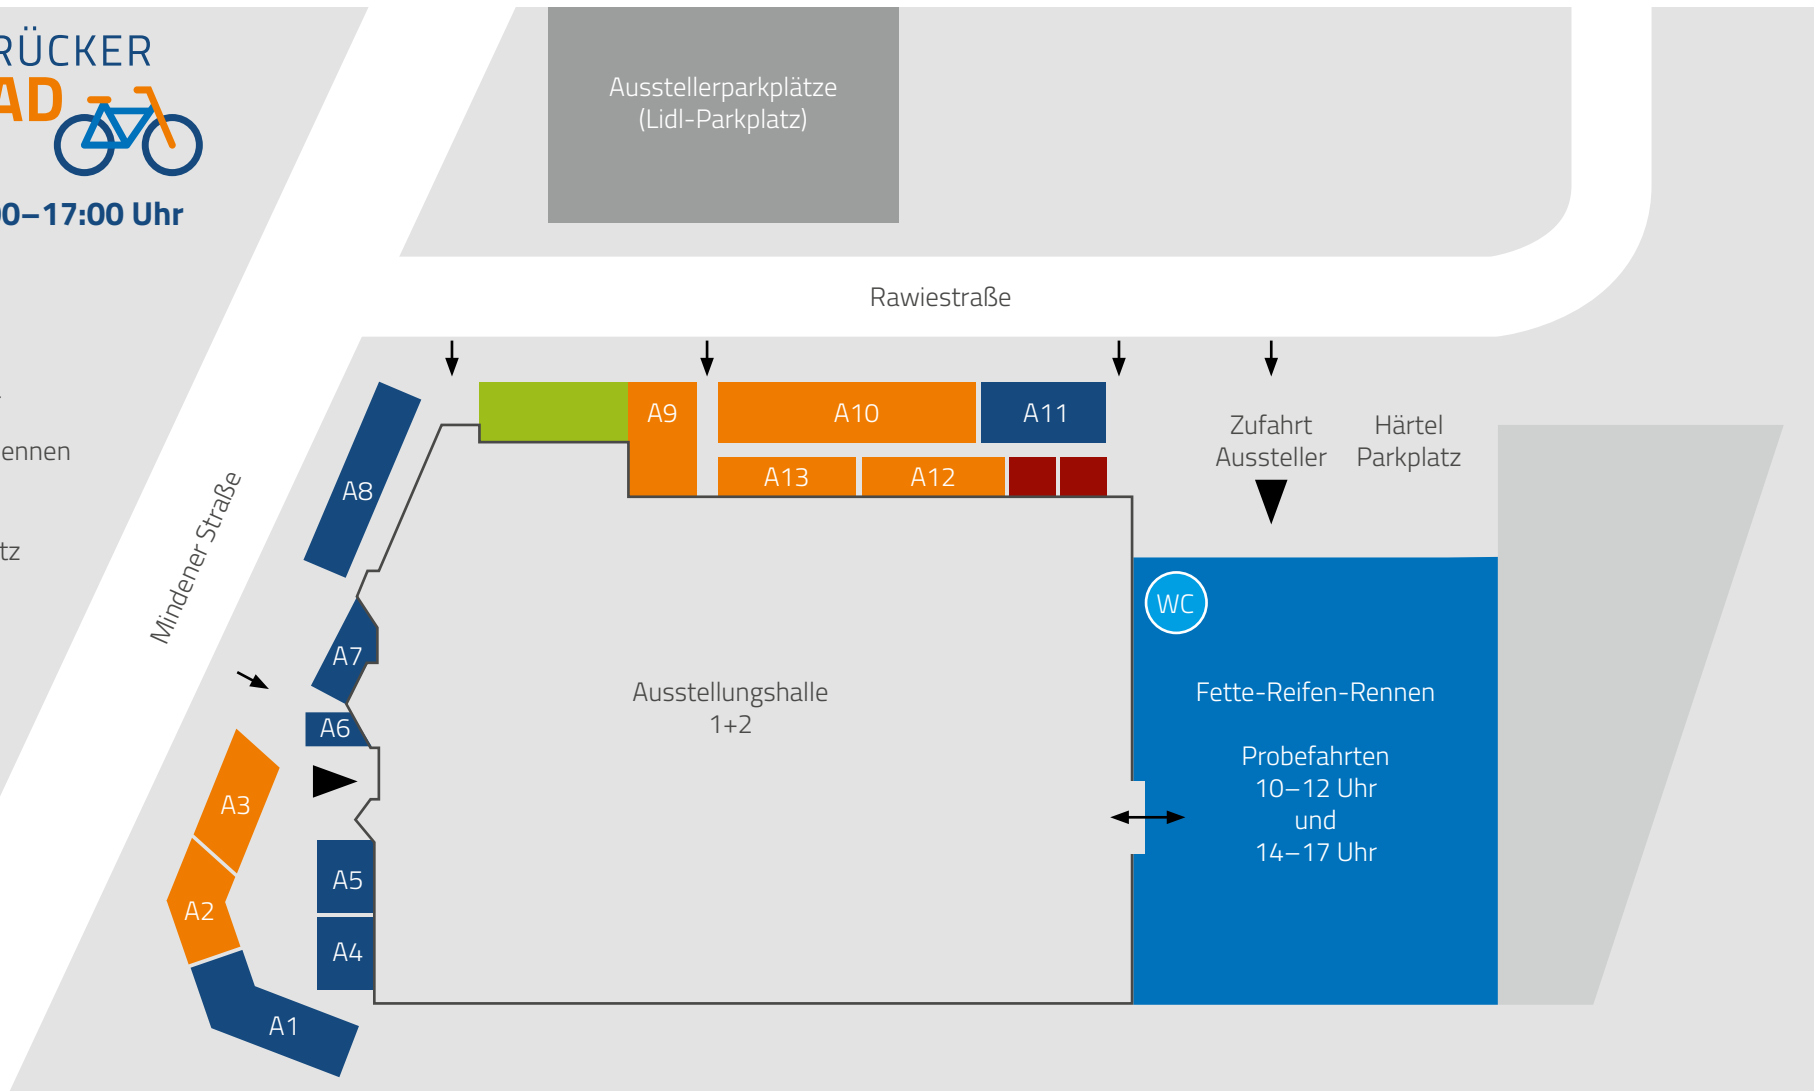 RÜCKER
AD
00–17:00 Uhr
ennen
tz
Ausstellerparkplätze
(Lidl-Parkplatz)
Rawiestraße
Mindener Straße
A8
A9
A10
A11
A13
A12
Zufahrt
Aussteller
Härtel
Parkplatz
A7
A6
A3
A2
A5
A4
A1
Ausstellungshalle
1+2
WC
Fette-Reifen-Rennen
Probefahrten
10–12 Uhr
und
14–17 Uhr